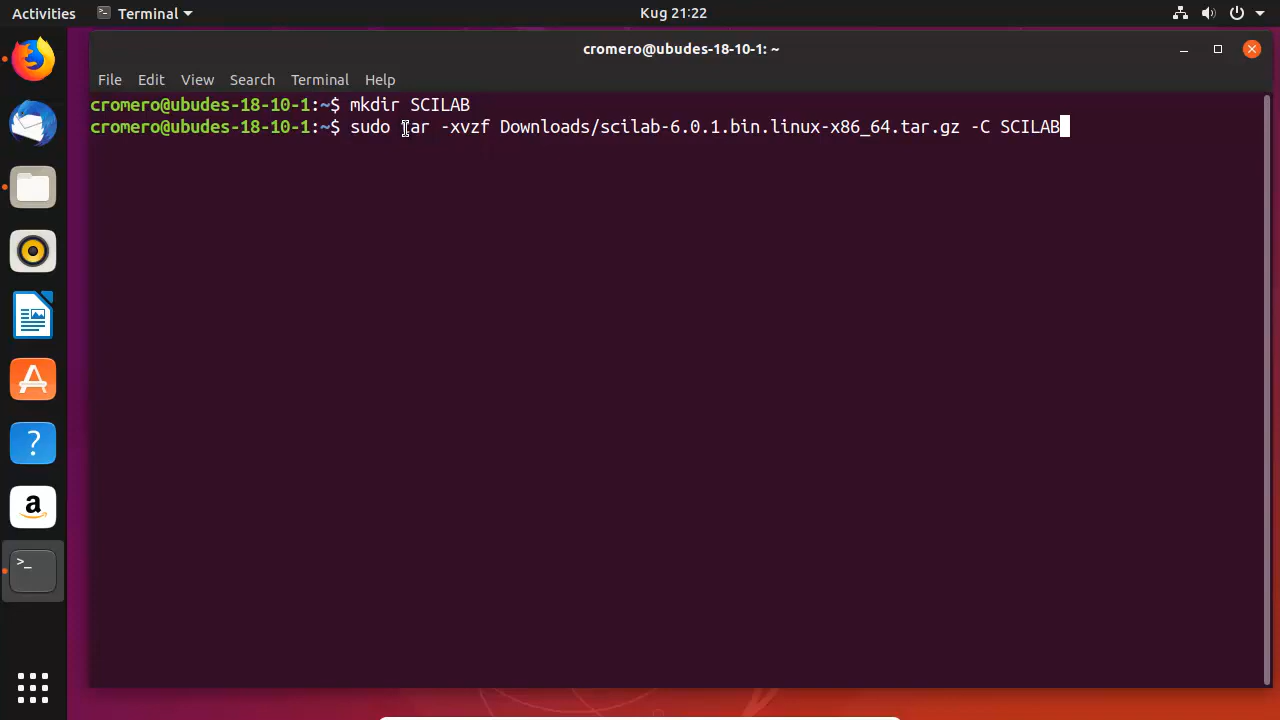 Activities
Terminal
Kug 21:22
cromero@ubudes-18-10-1: ~
File Edit View Search Terminal Help
cromero@ubudes-18-10-1:~$ mkdir SCILAB
cromero@ubudes-18-10-1:~$ sudo tar -xvzf Downloads/scilab-6.0.1.bin.linux-x86_64.tar.gz -C SCILAB